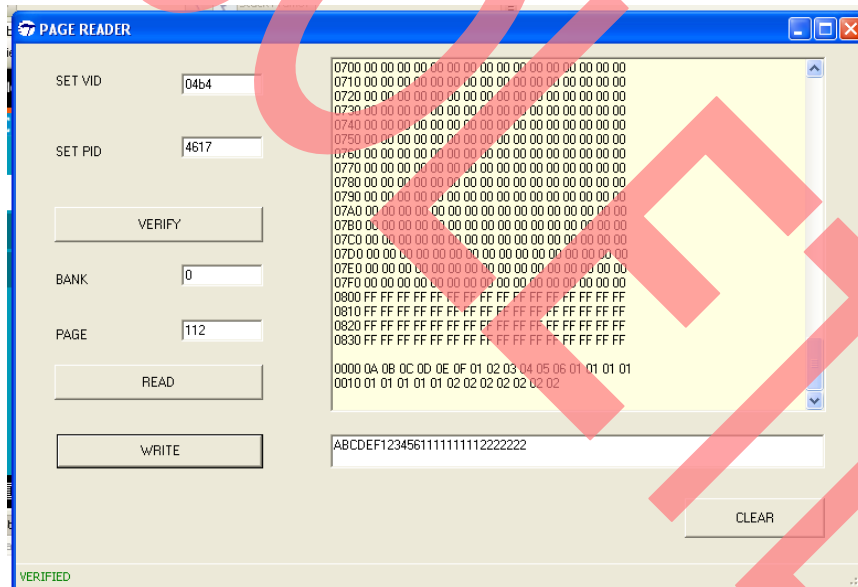 PAGE READER
SET VID
04b4
SET PID
4617
VERIFY
BANK
0
PAGE
112
READ
WRITE
0700 00 00 00 00 00 00 00 00 00 00 00 00 00 00 00 00
0710 00 00 00 00 00 00 00 00 00 00 00 00 00 00 00 00
0720 00 00 00 00 00 00 00 00 00 00 00 00 00 00 00 00
0730 00 00 00 00 00 00 00 00 00 00 00 00 00 00 00 00
0740 00 00 00 00 00 00 00 00 00 00 00 00 00 00 00 00
0750 00 00 00 00 00 00 00 00 00 00 00 00 00 00 00 00
0760 00 00 00 00 00 00 00 00 00 00 00 00 00 00 00 00
0770 00 00 00 00 00 00 00 00 00 00 00 00 00 00 00 00
0780 00 00 00 00 00 00 00 00 00 00 00 00 00 00 00 00
0790 00 00 00 00 00 00 00 00 00 00 00 00 00 00 00 00
07A0 00 00 00 00 00 00 00 00 00 00 00 00 00 00 00 00
07B0 00 00 00 00 00 00 00 00 00 00 00 00 00 00 00 00
07C0 00 00 00 00 00 00 00 00 00 00 00 00 00 00 00 00
07D0 00 00 00 00 00 00 00 00 00 00 00 00 00 00 00 00
07E0 00 00 00 00 00 00 00 00 00 00 00 00 00 00 00 00
07F0 00 00 00 00 00 00 00 00 00 00 00 00 00 00 00 00
0800 FF FF FF FF FF FF FF FF FF FF FF FF FF FF FF FF
0810 FF FF FF FF FF FF FF FF FF FF FF FF FF FF FF FF
0820 FF FF FF FF FF FF FF FF FF FF FF FF FF FF FF FF
0830 FF FF FF FF FF FF FF FF FF FF FF FF FF FF FF FF
0000 0A 0B 0C 0D 0E 0F 01 02 03 04 05 06 01 01 01 01
0010 01 01 01 01 01 02 02 02 02 02 02 02
ABCDEF1234561111111112222222
CLEAR
VERIFIED